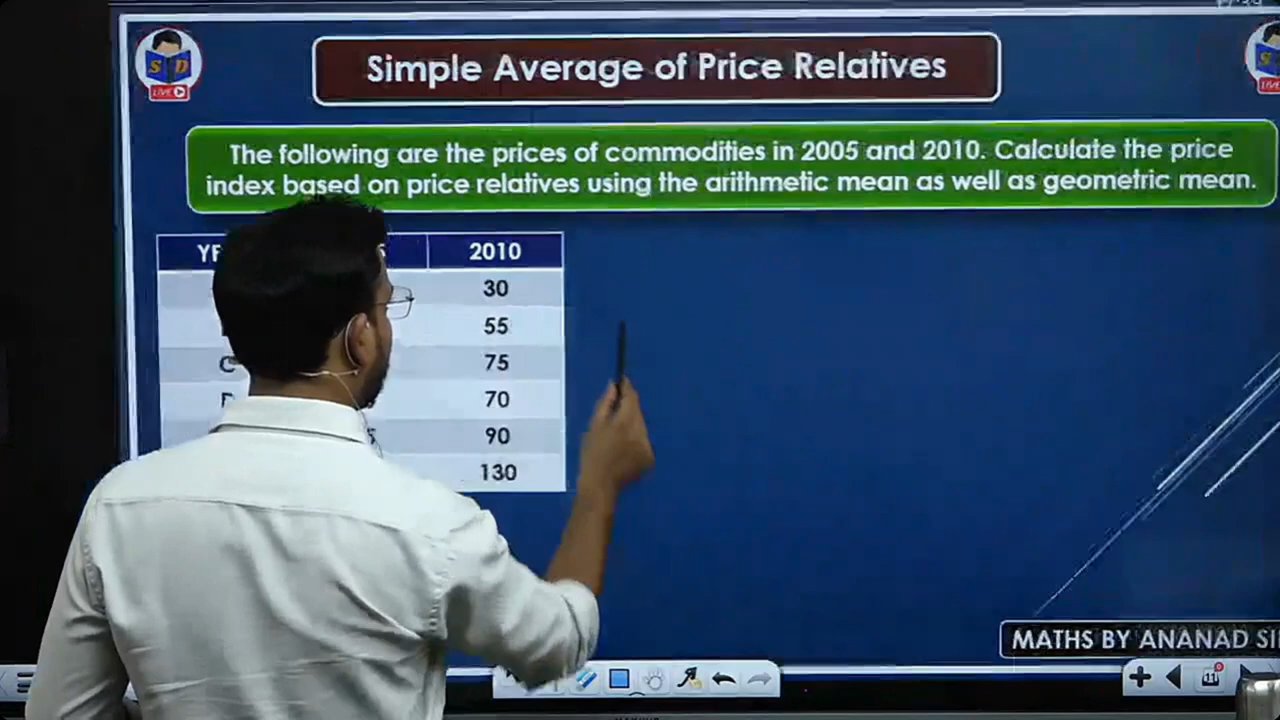 S D
LIVE
Simple Average of Price Relatives
The following are the prices of commodities in 2005 and 2010. Calculate the price
index based on price relatives using the arithmetic mean as well as geometric mean.
2010
30
55
C 75
70
90
130
MATHS BY ANANAD
11